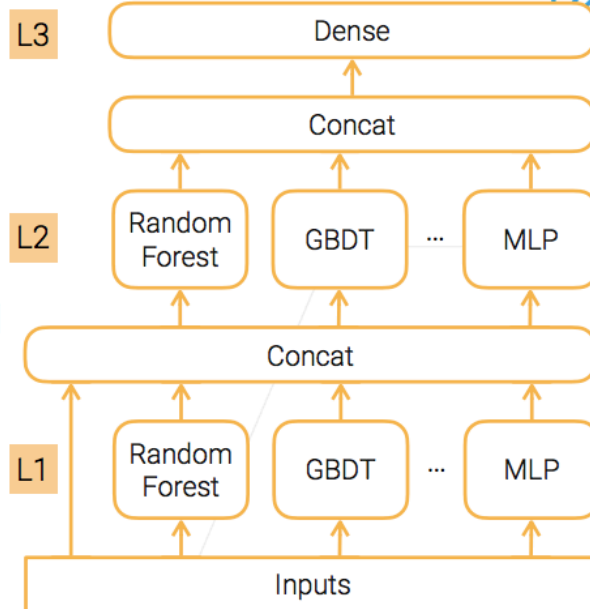 L3
Dense
Concat
L2
Random
Forest
GBDT
...
MLP
Concat
L1
Random
Forest
GBDT
...
MLP
Inputs